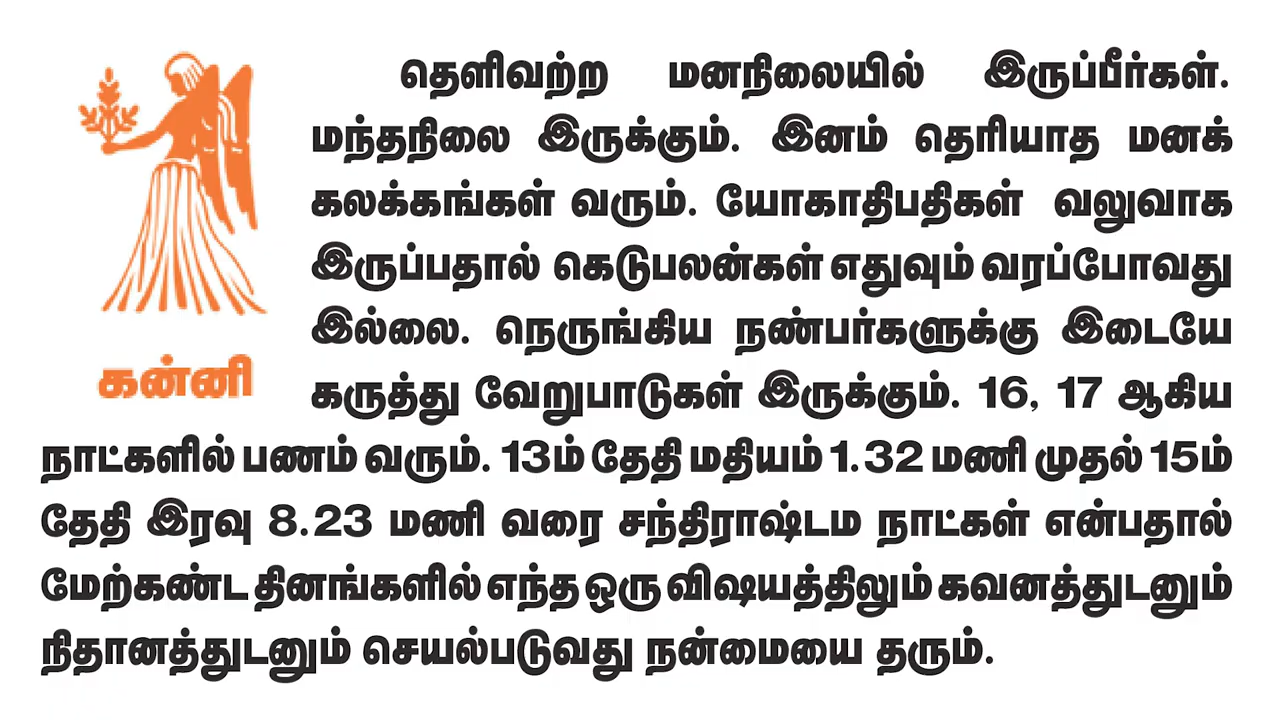 தெளிவற்ற மனநிலையில் இருப்பீர்கள்.
மந்தநிலை இருக்கும். இனம் தெரியாத மனக்
கலக்கங்கள் வரும். யோகாதிபதிகள் வலுவாக
இருப்பதால் கெடுபலன்கள் எதுவும் வரப்போவது
இல்லை. நெருங்கிய நண்பர்களுக்கு இடையே
கருத்து வேறுபாடுகள் இருக்கும். 16, 17 ஆகிய
கன்னி
நாட்களில் பணம் வரும். 13ம் தேதி மதியம் 1.32 மணி முதல் 15ம்
தேதி இரவு 8.23 மணி வரை சந்திராஷ்டம நாட்கள் என்பதால்
மேற்கண்ட தினங்களில் எந்த ஒரு விஷயத்திலும் கவனத்துடனும்
நிதானத்துடனும் செயல்படுவது நன்மையை தரும்.